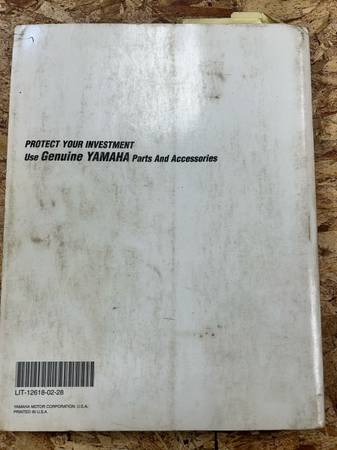 PROTECT YOUR INVESTMENT
Use Genuine YAMAHA Parts And Accessories
LIT-12618-02-28
YAMAHA MOTOR CORPORATION U.S.A.
PRINTED IN U.S.A.